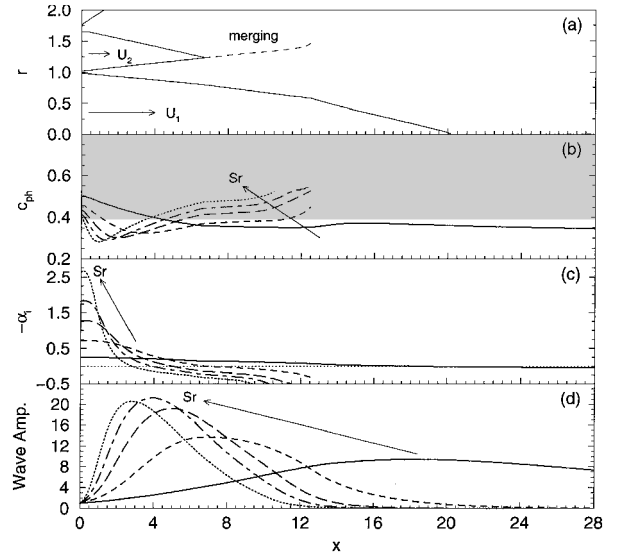 2.0
(a)
merging
1.5
r
U₂
1.0
0.5
U₁
0.0
(b)
Sr
0.6
c_ph
0.4
0.2
Sr
(c)
2.5
1.5
-α_i
0.5
-0.5
Sr
(d)
20
16
Wave Amp.
12
8
4
0
0 4 8 12 16 20 24 28
x